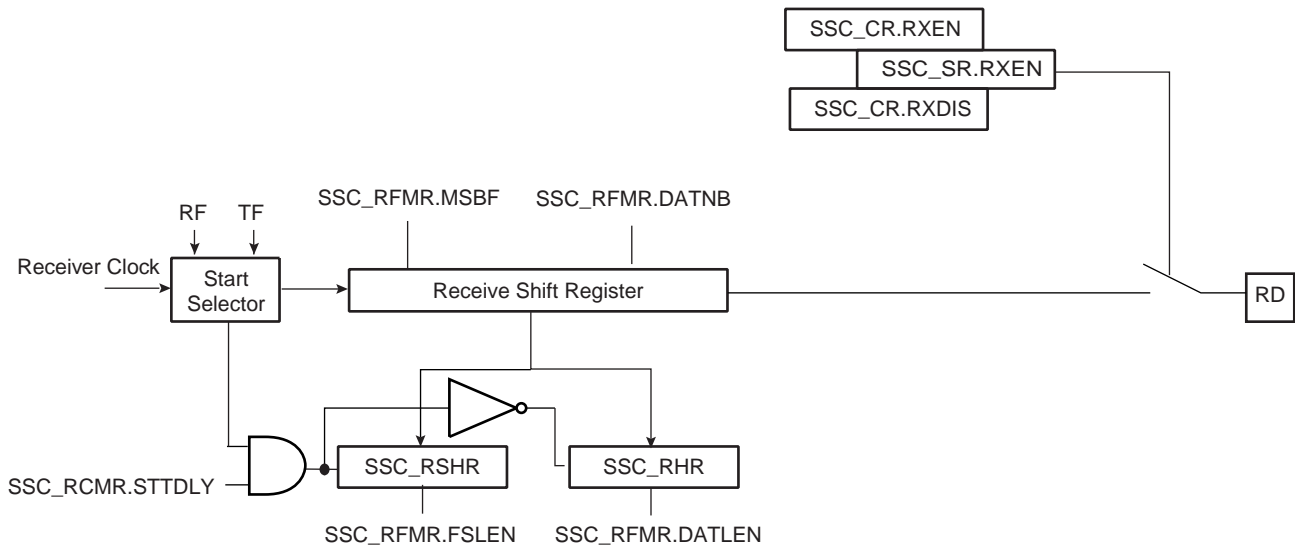 SSC_CR.RXEN
SSC_SR.RXEN
SSC_CR.RXDIS
SSC_RFMR.MSBF
SSC_RFMR.DATNB
RF
TF
Receiver Clock
Start
Selector
Receive Shift Register
RD
SSC_RSHR
SSC_RHR
SSC_RCMR.STTDLY
SSC_RFMR.FSLEN
SSC_RFMR.DATLEN